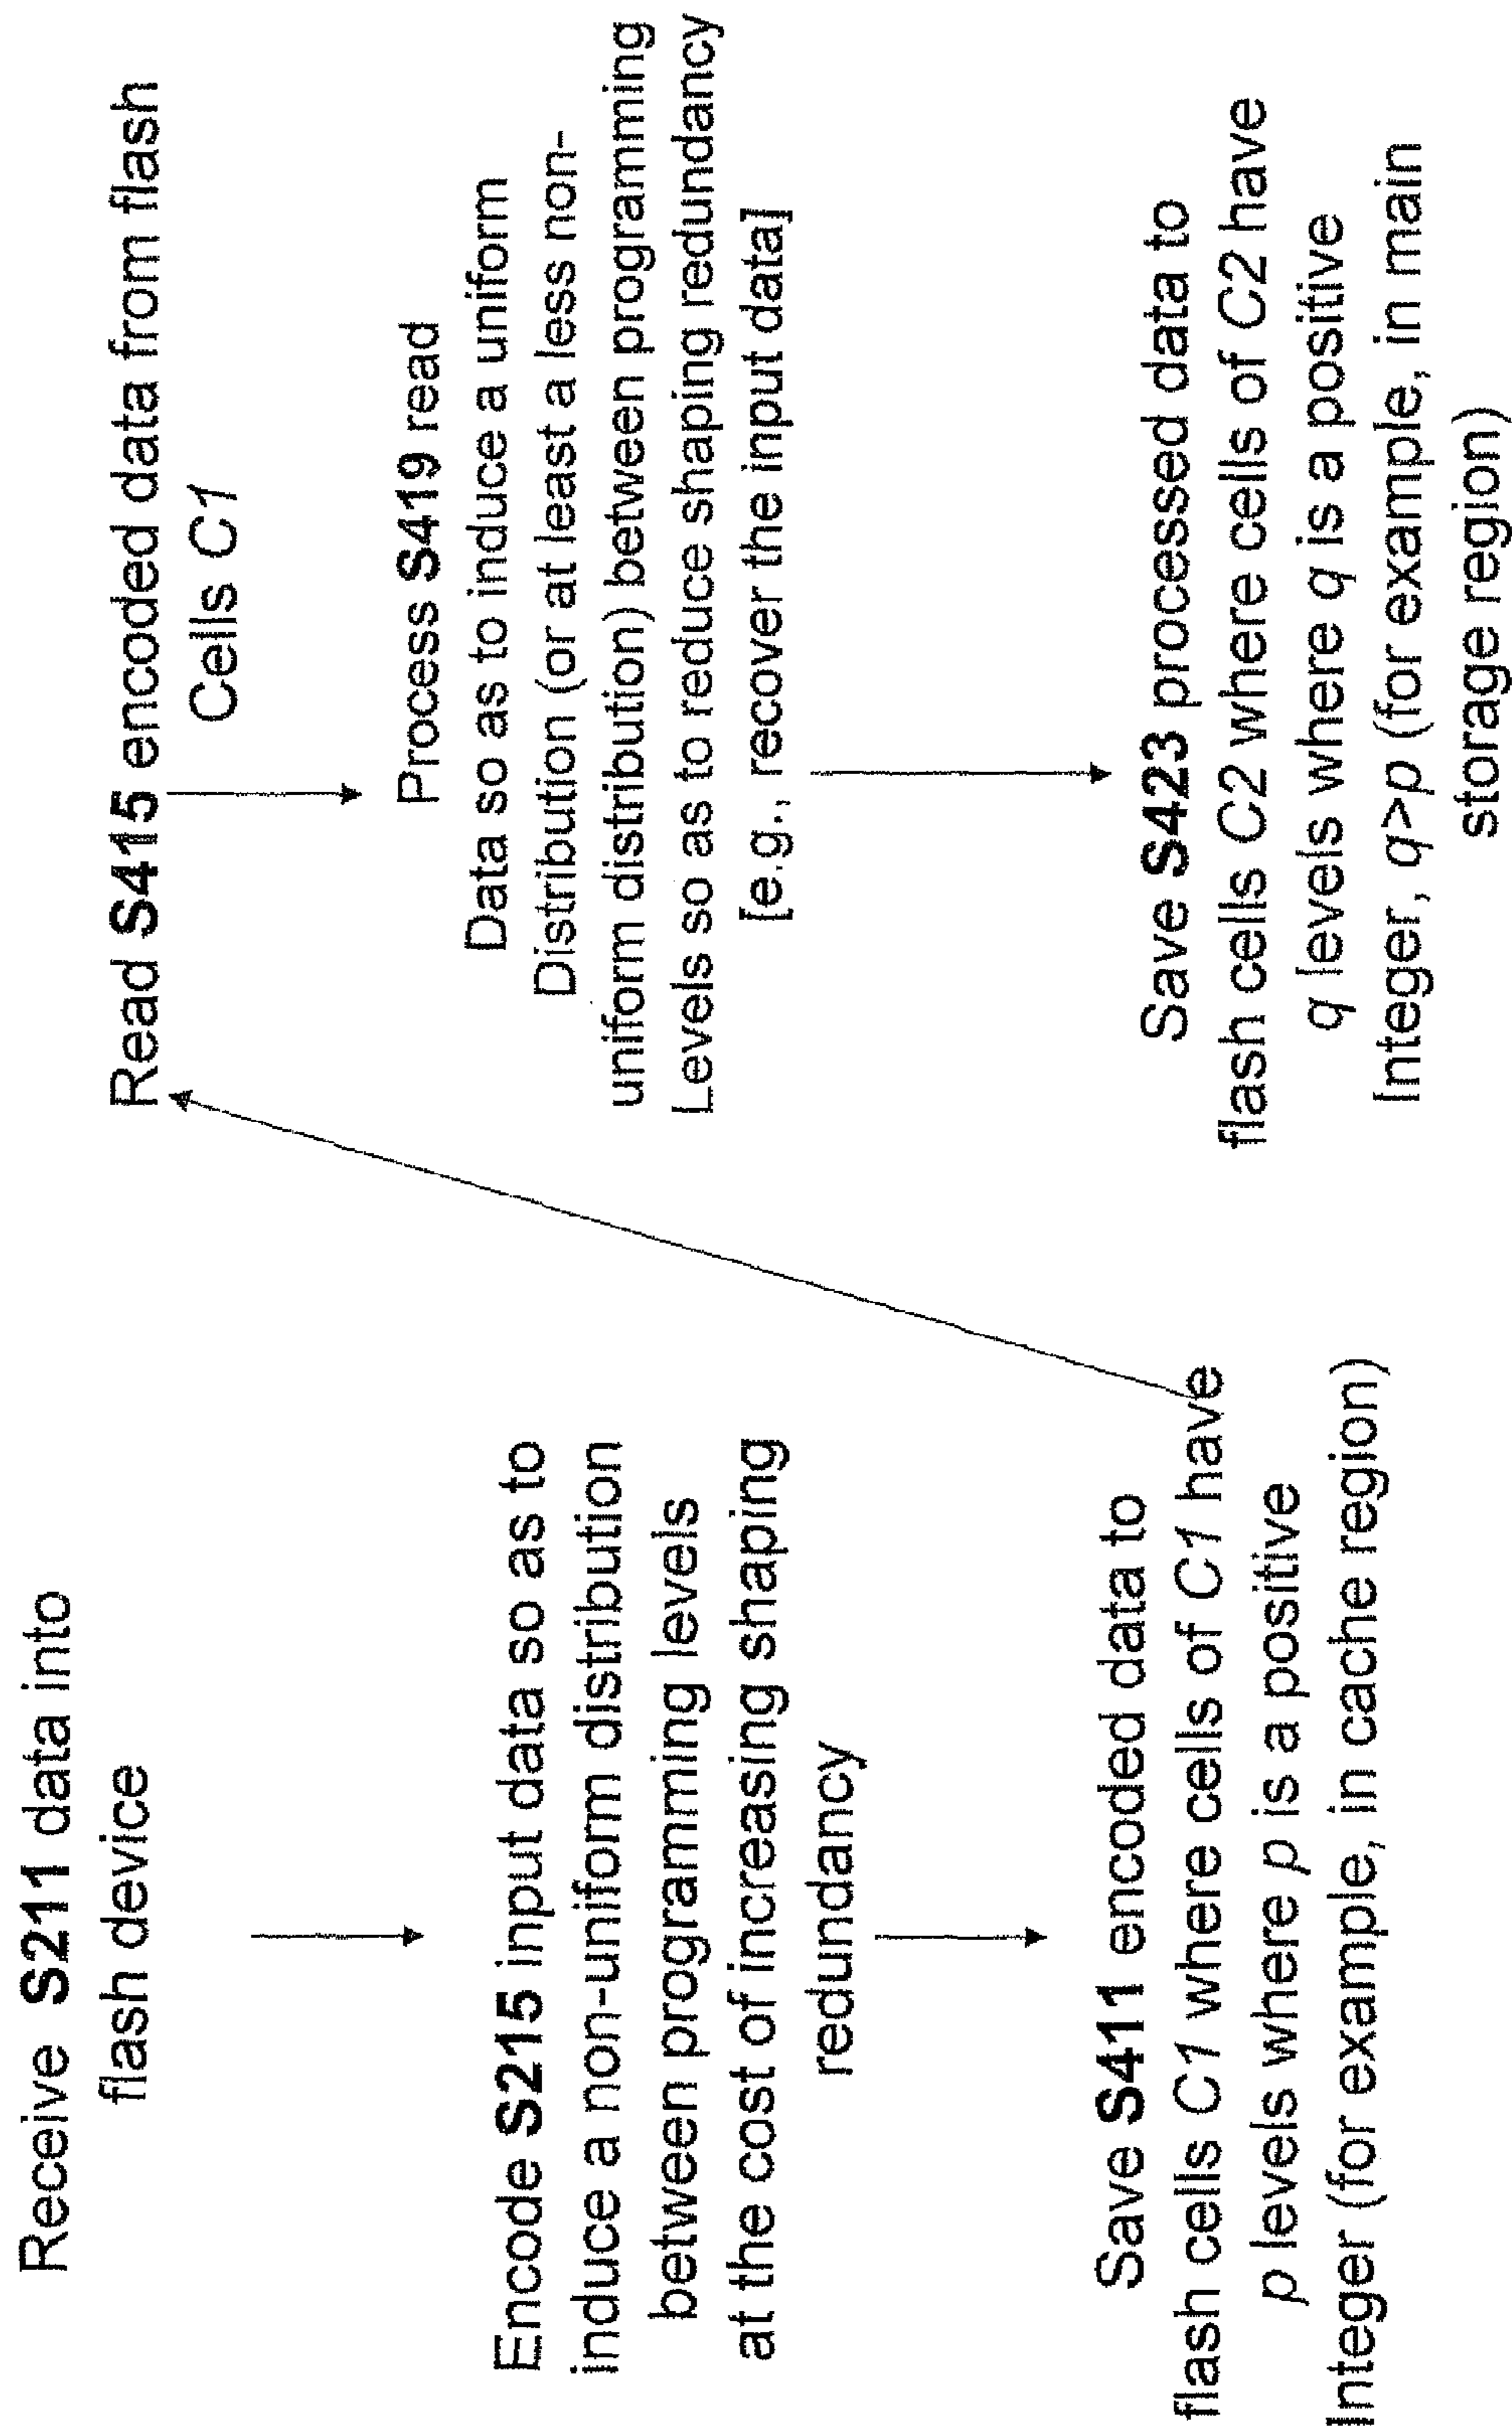 Receive S211 data into
flash device
Encode S215 input data so as to
induce a non-uniform distribution
between programming levels
at the cost of increasing shaping
redundancy
Save S411 encoded data to
flash cells C1 where cells of C1 have
p levels where p is a positive
Integer (for example, in cache region)
Read S415 encoded data from flash
Cells C1
Process S419 read
Data so as to induce a uniform
Distribution (or at least a less non-
uniform distribution) between programming
Levels so as to reduce shaping redundancy
[e.g., recover the input data]
Save S423 processed data to
flash cells C2 where cells of C2 have
q levels where q is a positive
Integer, q>p (for example, in main
storage region)